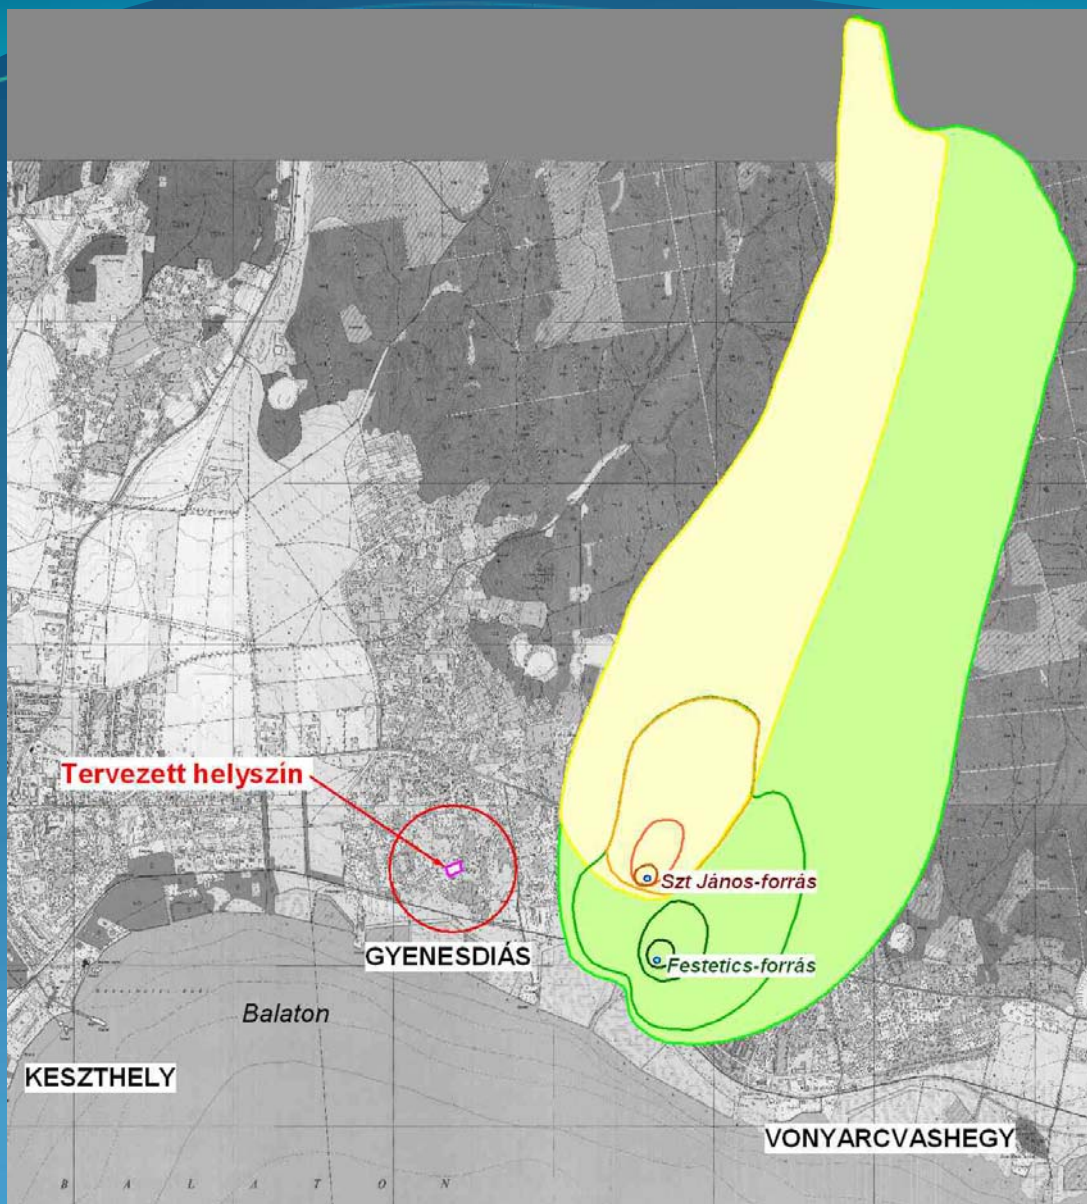 Tervezett helyszín
Szt János-forrás
GYENESDIÁS
Festetics-forrás
Balaton
KESZTHELY
VONYARCVASHEGY
B A L A T O N